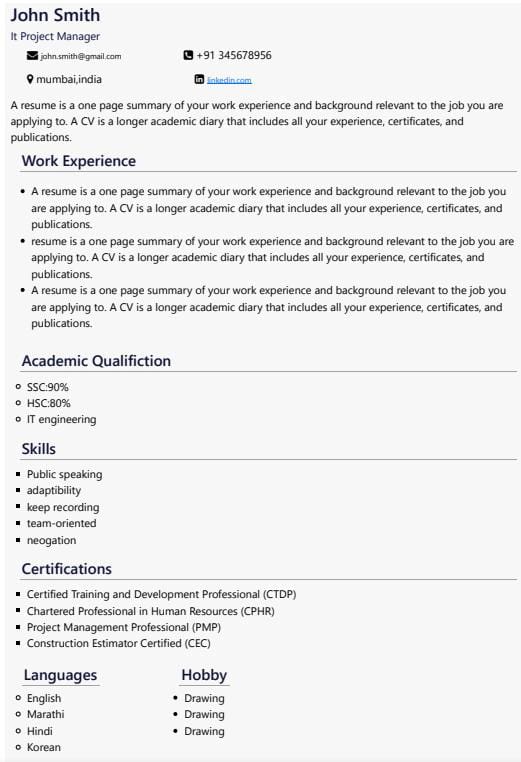 John Smith
It Project Manager
john.smith@gmail.com +91 345678956
mumbai,india linkedin.com
A resume is a one page summary of your work experience and background relevant to the job you are
applying to. A CV is a longer academic diary that includes all your experience, certificates, and
publications.
Work Experience
A resume is a one page summary of your work experience and background relevant to the job you
are applying to. A CV is a longer academic diary that includes all your experience, certificates, and
publications.
resume is a one page summary of your work experience and background relevant to the job you are
applying to. A CV is a longer academic diary that includes all your experience, certificates, and
publications.
A resume is a one page summary of your work experience and background relevant to the job you
are applying to. A CV is a longer academic diary that includes all your experience, certificates, and
publications.
Academic Qualifiction
SSC:90%
HSC:80%
IT engineering
Skills
Public speaking
adaptibility
keep recording
team-oriented
neogation
Certifications
Certified Training and Development Professional (CTDP)
Chartered Professional in Human Resources (CPHR)
Project Management Professional (PMP)
Construction Estimator Certified (CEC)
Languages
English
Marathi
Hindi
Korean
Hobby
Drawing
Drawing
Drawing